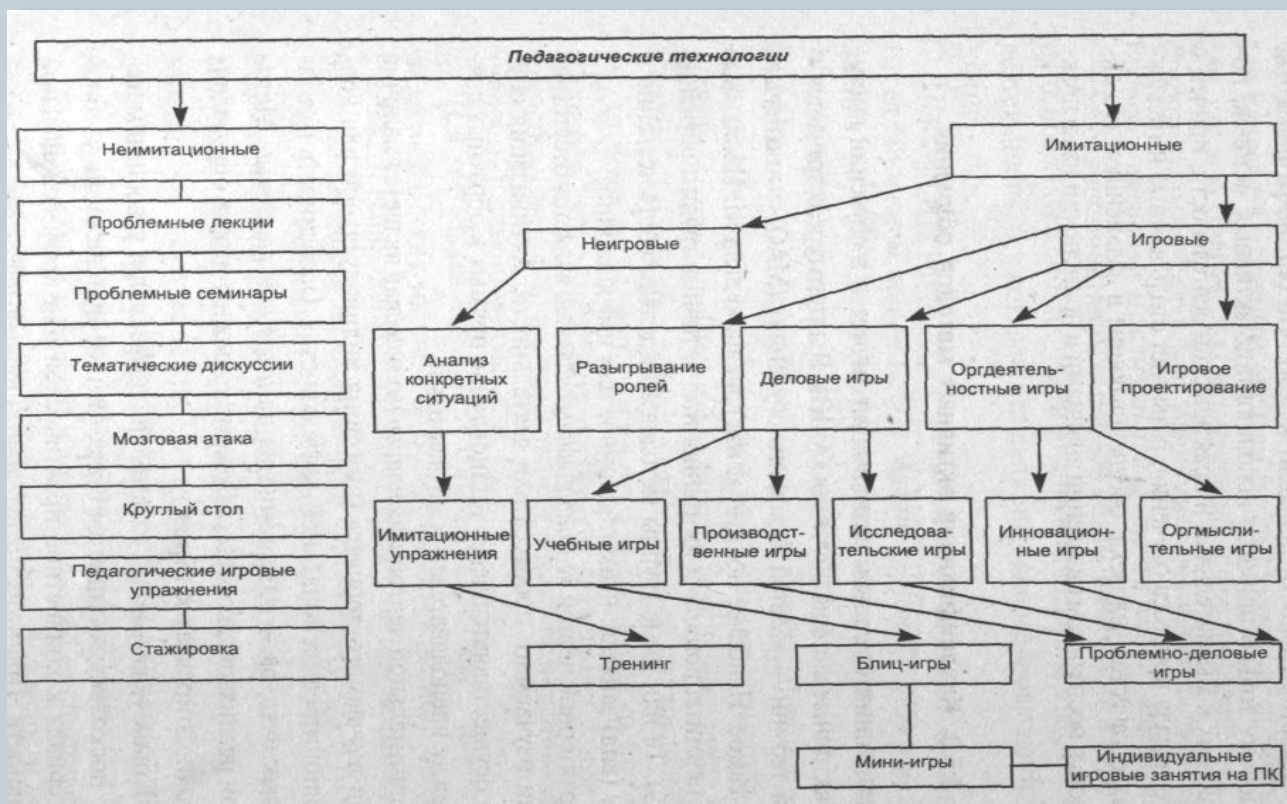 Педагогические технологии
Неимитационные
Имитационные
Проблемные лекции
Неигровые
Игровые
Проблемные семинары
Тематические дискуссии
Анализ
конкретных
ситуаций
Разыгрывание
ролей
Деловые игры
Оргдеятель-
ностные игры
Игровое
проектирование
Мозговая атака
Круглый стол
Имитационные
упражнения
Учебные игры
Производст-
венные игры
Исследова-
тельские игры
Инновацион-
ные игры
Оргмысли-
тельные игры
Педагогические игровые
упражнения
Стажировка
Тренинг
Блиц-игры
Проблемно-деловые
игры
Мини-игры
Индивидуальные
игровые занятия на ПК